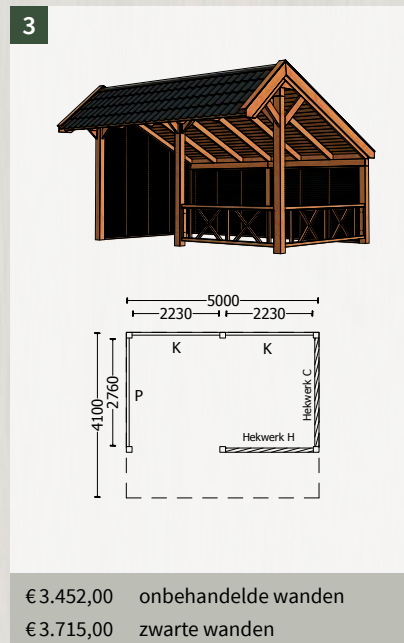 3
5000
2230 2230
K K
4100 2760 P Hekwerk C
Hekwerk H
€ 3.452,00 onbehandelde wanden
€ 3.715,00 zwarte wanden